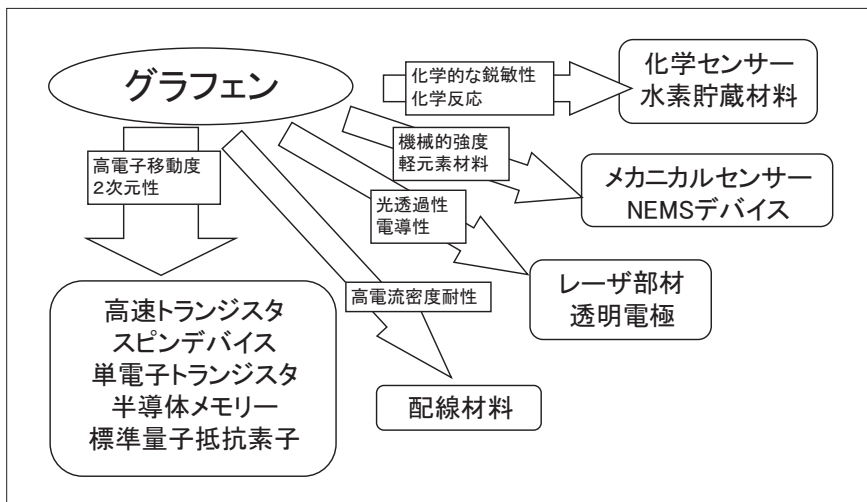 グラフェン
化学的な鋭敏性
化学反応
化学センサー
水素貯蔵材料
機械的強度
軽元素材料
メカニカルセンサー
NEMSデバイス
光透過性
電導性
レーザ部材
透明電極
高電流密度耐性
配線材料
高電子移動度
2次元性
高速トランジスタ
スピンデバイス
単電子トランジスタ
半導体メモリー
標準量子抵抗素子